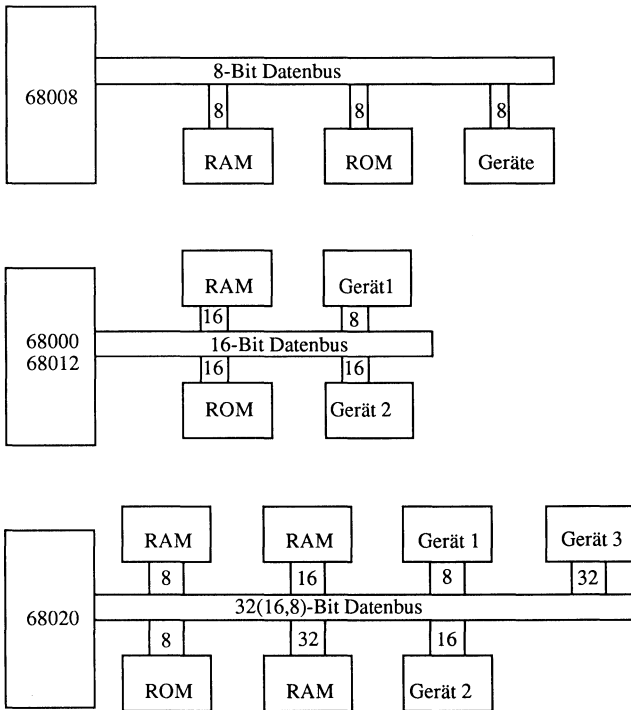 68008
8-Bit Datenbus
8 8 8
RAM ROM Geräte
RAM Gerät1
16 8
68000
68012
16-Bit Datenbus
16 16
ROM Gerät 2
RAM RAM Gerät 1 Gerät 3
8 16 8 32
68020
32(16,8)-Bit Datenbus
8 32 16
ROM RAM Gerät 2